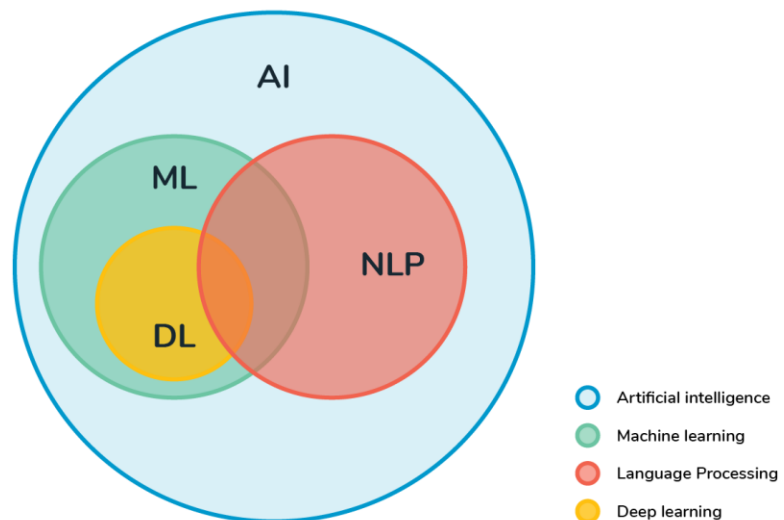 AI
ML
NLP
DL
Artificial intelligence
Machine learning
Language Processing
Deep learning